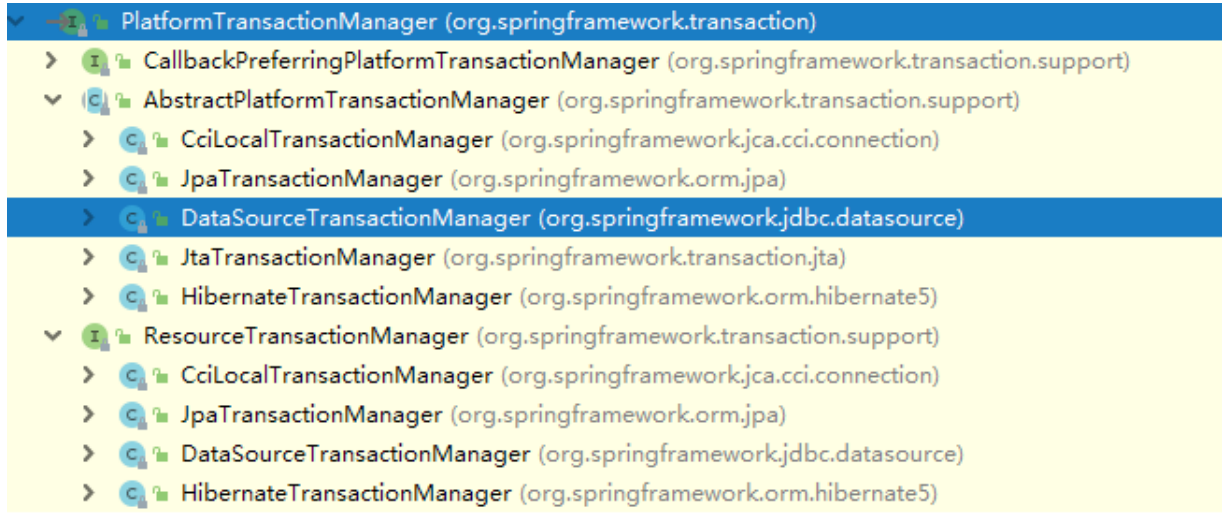 PlatformTransactionManager (org.springframework.transaction)
CallbackPreferringPlatformTransactionManager (org.springframework.transaction.support)
AbstractPlatformTransactionManager (org.springframework.transaction.support)
CciLocalTransactionManager (org.springframework.jca.cci.connection)
JpaTransactionManager (org.springframework.orm.jpa)
DataSourceTransactionManager (org.springframework.jdbc.datasource)
JtaTransactionManager (org.springframework.transaction.jta)
HibernateTransactionManager (org.springframework.orm.hibernate5)
ResourceTransactionManager (org.springframework.transaction.support)
CciLocalTransactionManager (org.springframework.jca.cci.connection)
JpaTransactionManager (org.springframework.orm.jpa)
DataSourceTransactionManager (org.springframework.jdbc.datasource)
HibernateTransactionManager (org.springframework.orm.hibernate5)